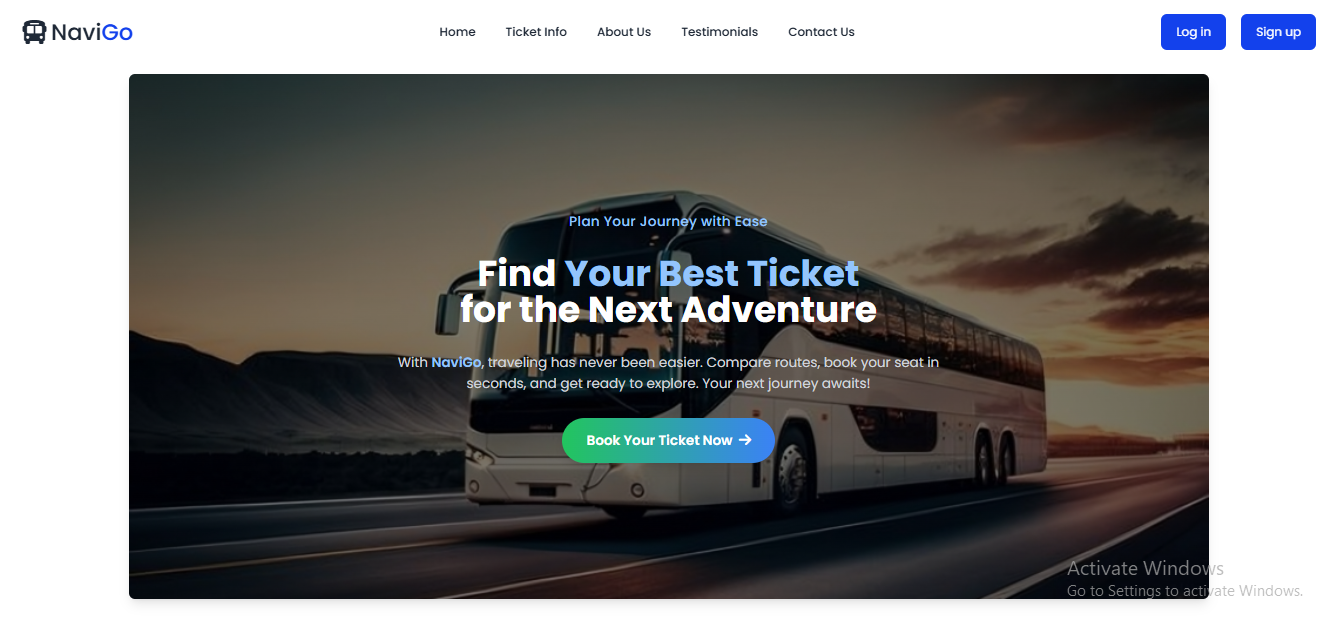 NaviGo
Home
Ticket Info
About Us
Testimonials
Contact Us
Log in
Sign up
Plan Your Journey with Ease
Find Your Best Ticket
for the Next Adventure
With NaviGo, traveling has never been easier. Compare routes, book your seat in
seconds, and get ready to explore. Your next journey awaits!
Book Your Ticket Now →
Activate Windows
Go to Settings to activate Windows.